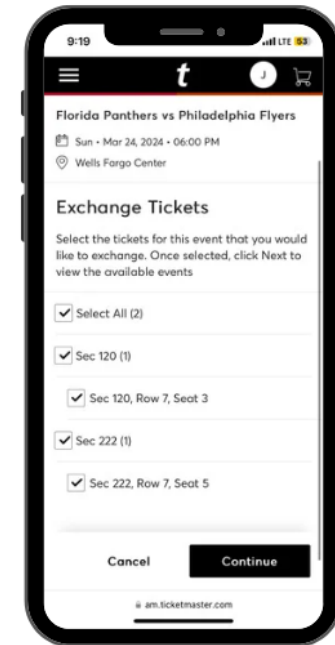 9:19
LTE 53
t
J
Florida Panthers vs Philadelphia Flyers
Sun • Mar 24, 2024 • 06:00 PM
Wells Fargo Center
Exchange Tickets
Select the tickets for this event that you would
like to exchange. Once selected, click Next to
view the available events
Select All (2)
Sec 120 (1)
Sec 120, Row 7, Seat 3
Sec 222 (1)
Sec 222, Row 7, Seat 5
Cancel
Continue
am.ticketmaster.com